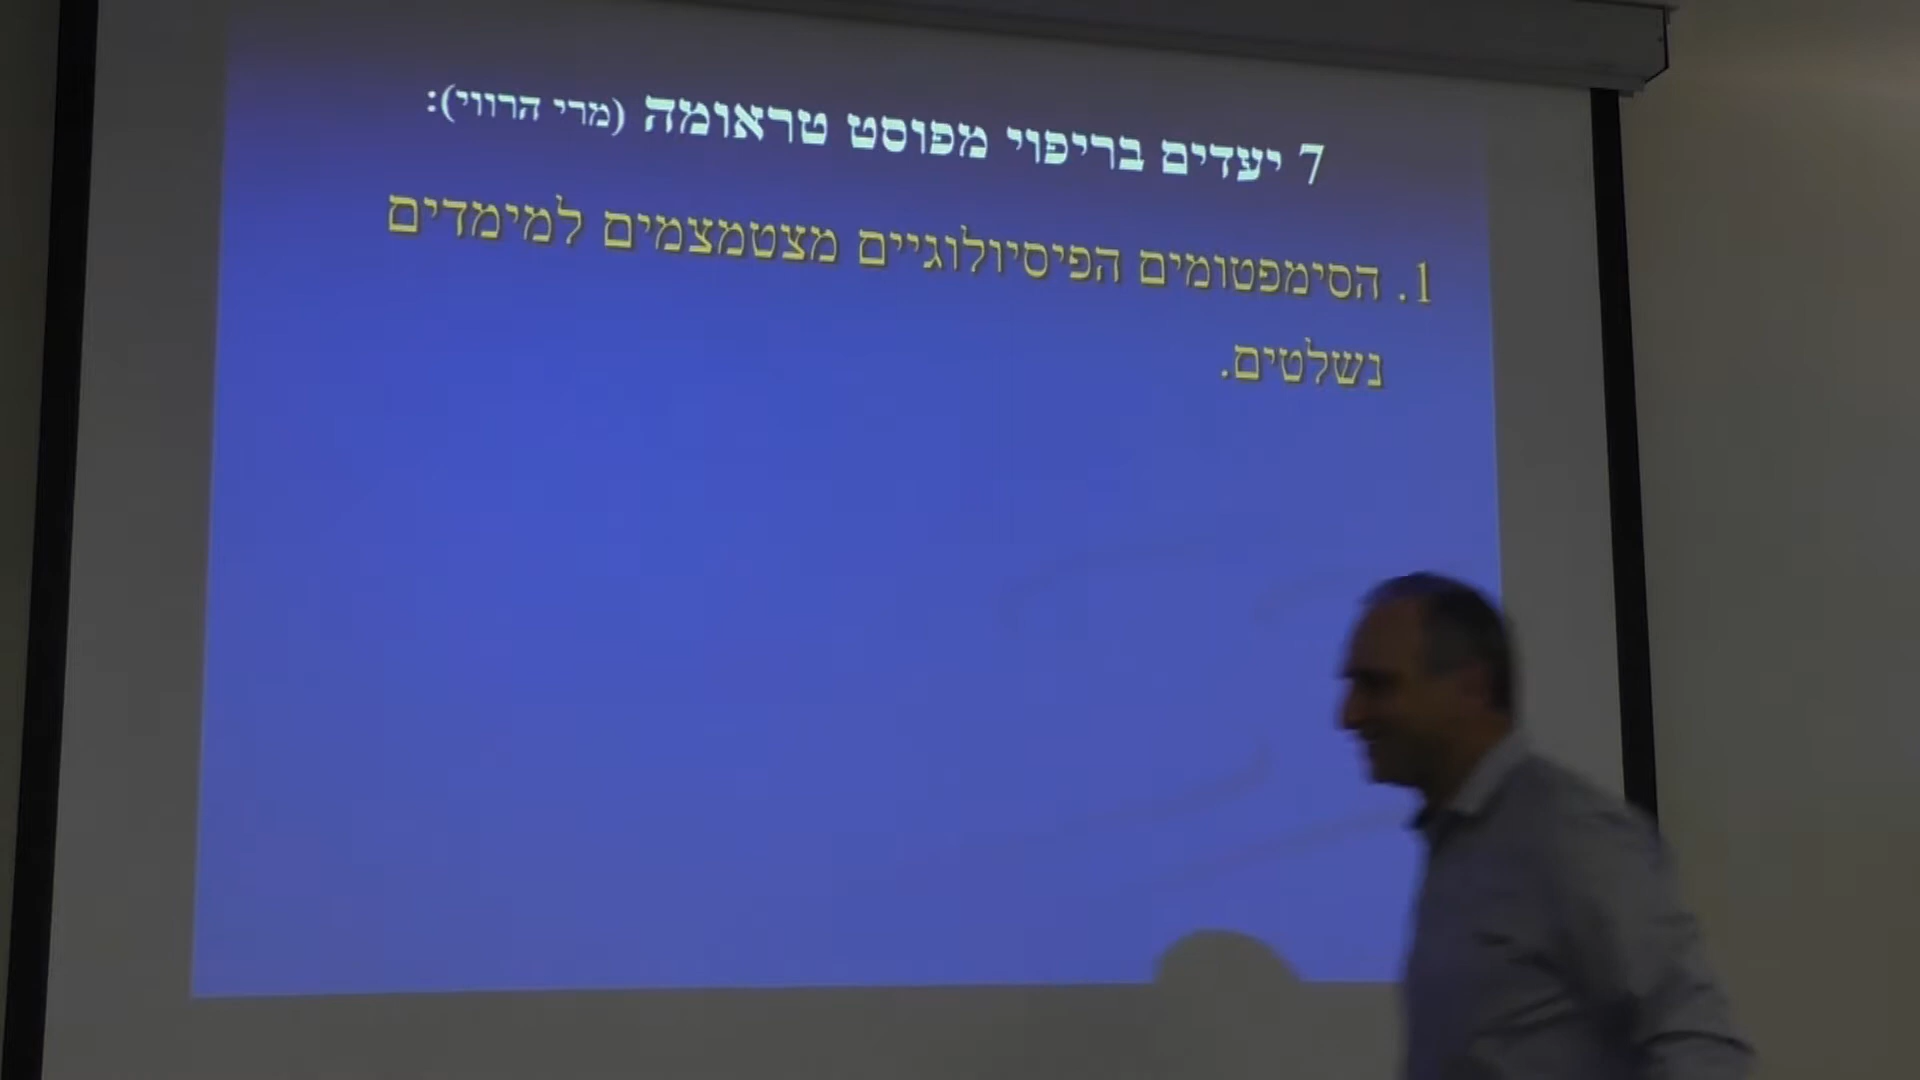 7 יעדים בריפוי מפוסט טראומה (מרי הרווי):
1. הסימפטומים הפיסיולוגיים מצטמצמים למימדים
נשלטים.